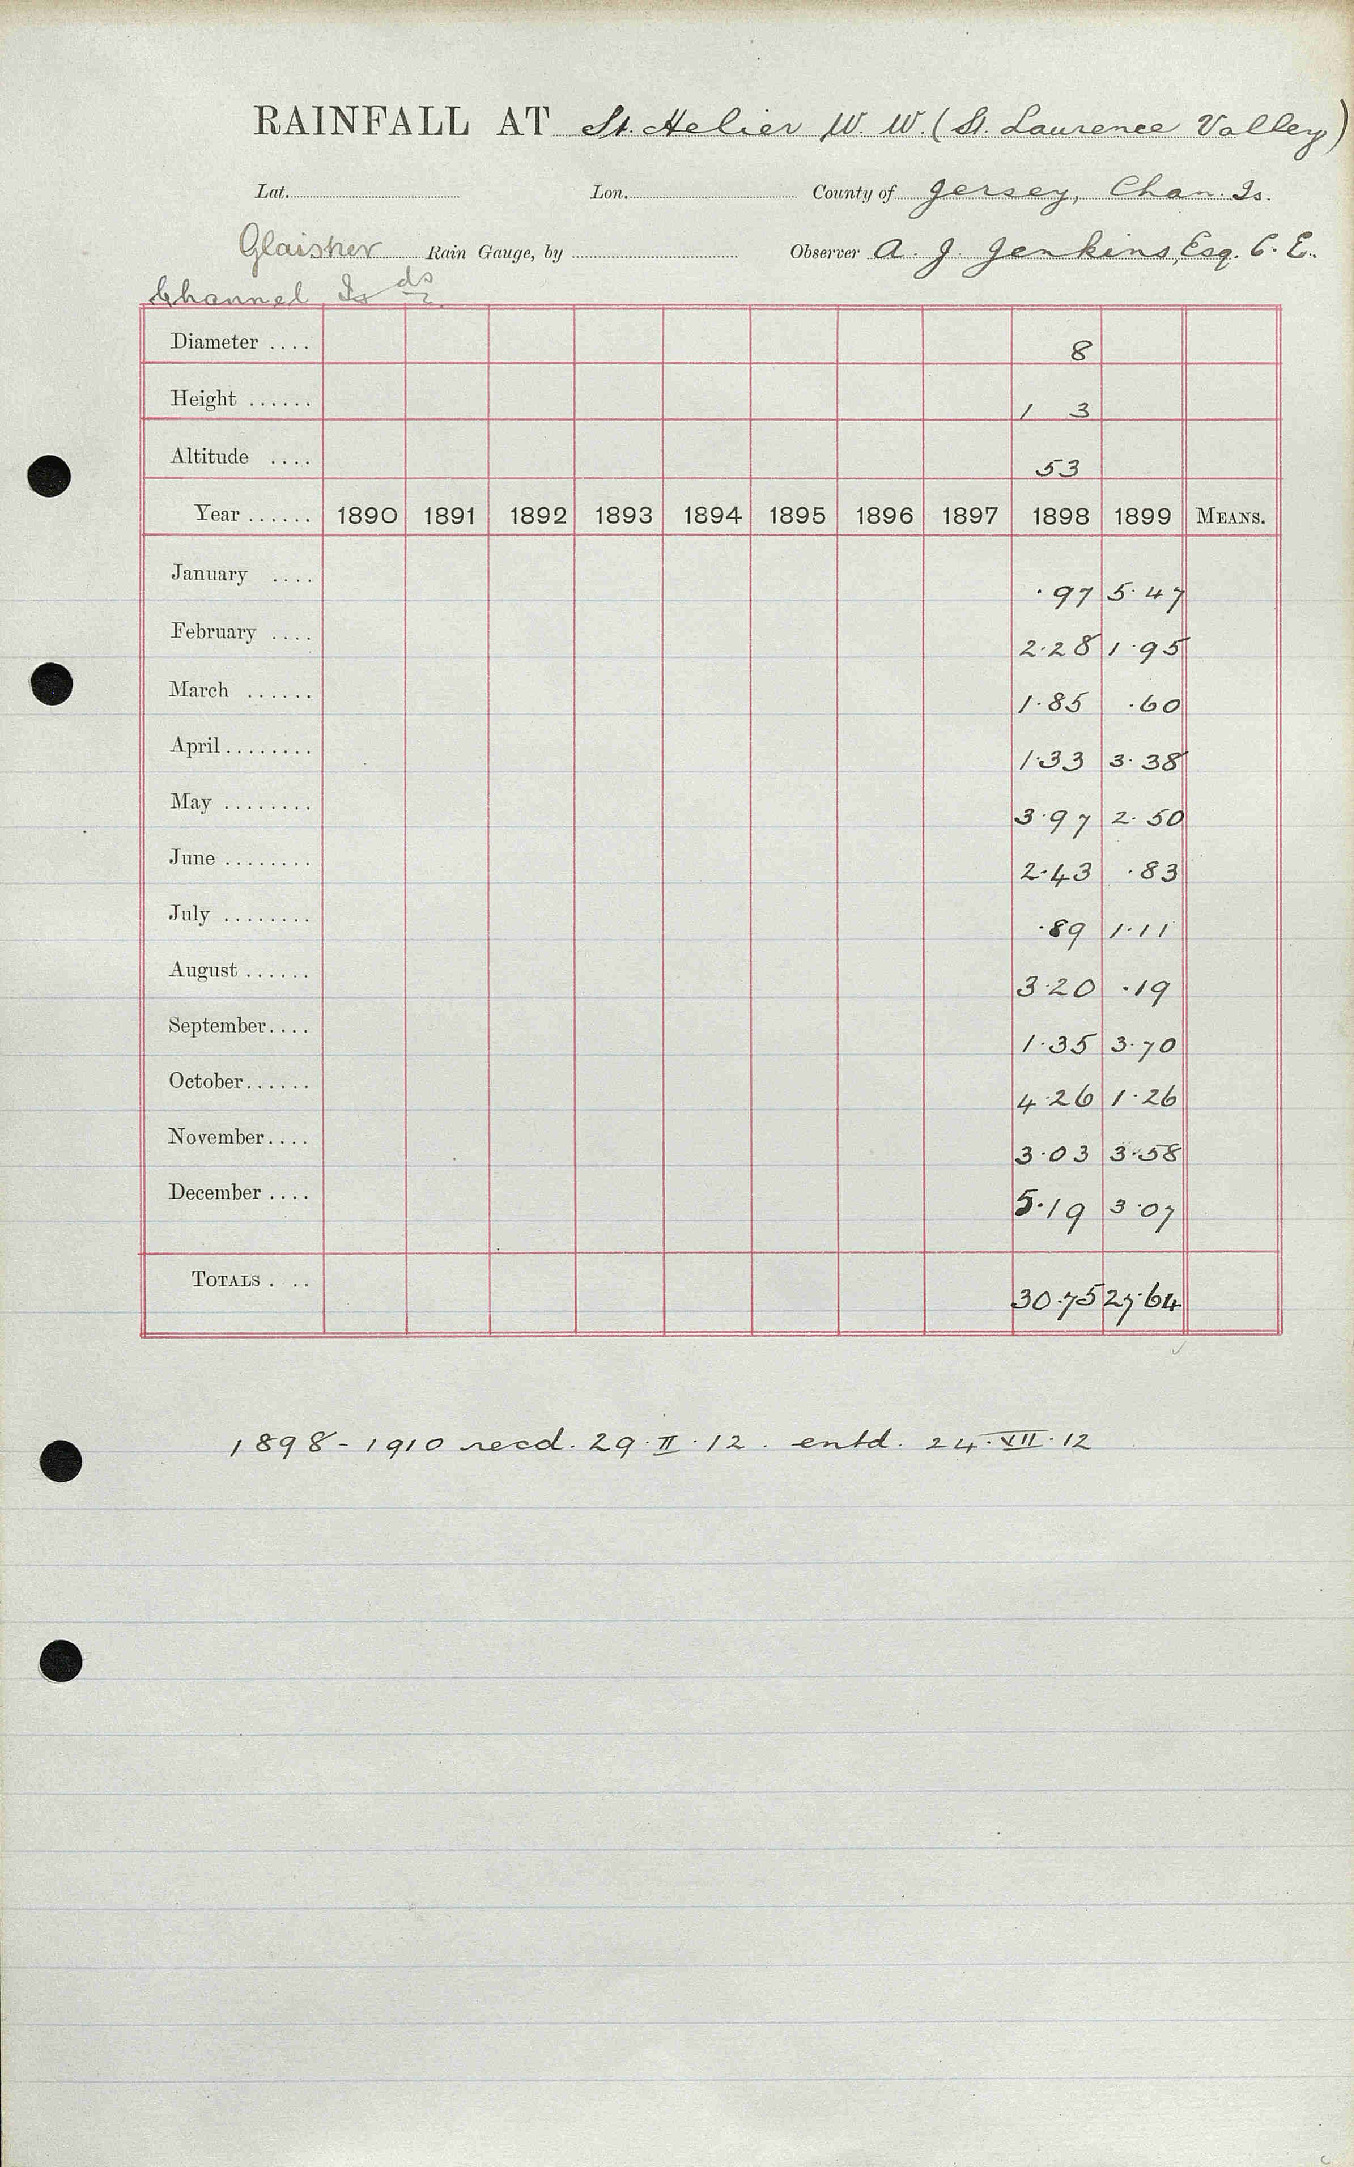 RAINFALL AT St. Helier W. W. (St. Laurence Valley)
Lat. Lon. County of Jersey, Chan. Is.
Glaisher Rain Gauge, by Observer A. J. Jenkins, Esq. C. E.
Channel Is ds
Diameter .... 8
Height ...... 1 3
Altitude .... 53
Year ...... 1890 1891 1892 1893 1894 1895 1896 1897 1898 1899 MEANS.
January .... .97 5.47
February .... 2.28 1.95
March ...... 1.85 .60
April ........ 1.33 3.38
May ........ 3.97 2.50
June ........ 2.43 .83
July ........ .89 1.11
August ...... 3.20 .19
September.... 1.35 3.70
October...... 4.26 1.26
November.... 3.03 3.58
December .... 5.19 3.07
TOTALS . .. 30.75 27.64
1898-1910 recd. 29.II.12. entd. 24.VII.12